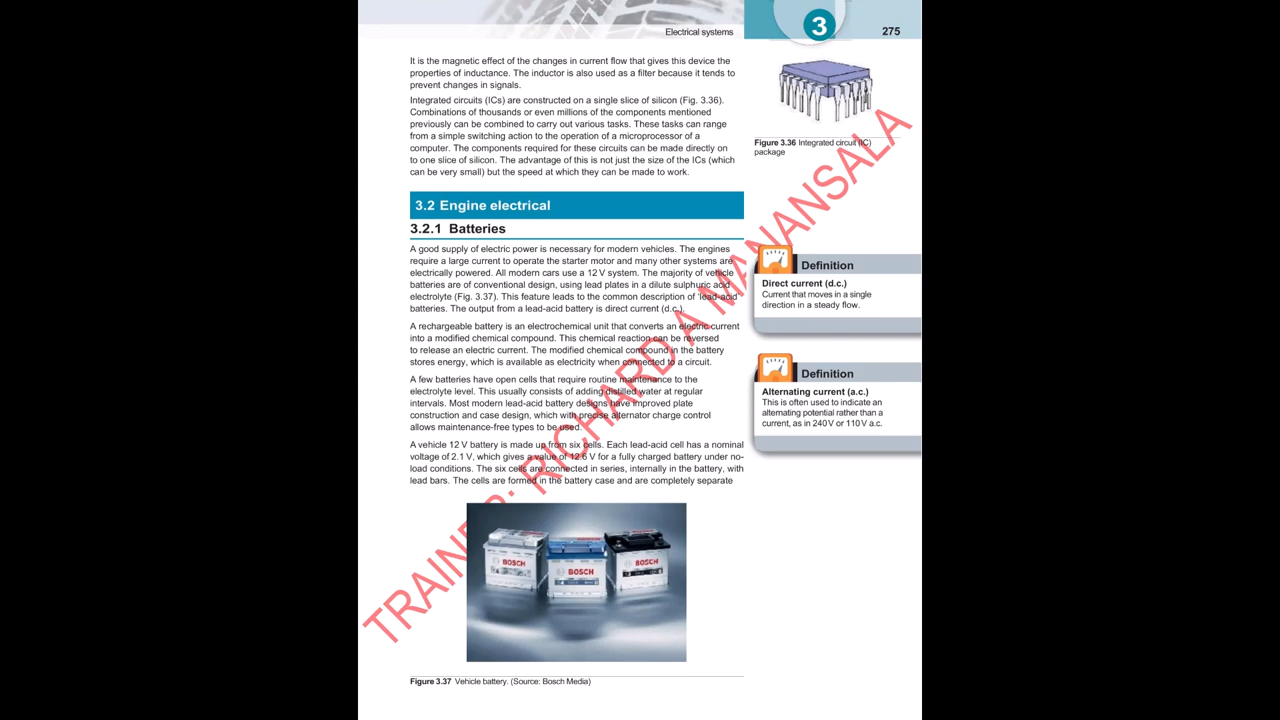 Electrical systems
3
275
It is the magnetic effect of the changes in current flow that gives this device the
properties of inductance. The inductor is also used as a filter because it tends to
prevent changes in signals.
Integrated circuits (ICs) are constructed on a single slice of silicon (Fig. 3.36).
Combinations of thousands or even millions of the components mentioned
previously can be combined to carry out various tasks. These tasks can range
from a simple switching action to the operation of a microprocessor of a
computer. The components required for these circuits can be made directly on
to one slice of silicon. The advantage of this is not just the size of the ICs (which
can be very small) but the speed at which they can be made to work.
Figure 3.36 Integrated circuit (IC)
package
3.2 Engine electrical
3.2.1 Batteries
A good supply of electric power is necessary for modern vehicles. The engines
require a large current to operate the starter motor and many other systems are
electrically powered. All modern cars use a 12 V system. The majority of vehicle
batteries are of conventional design, using lead plates in a dilute sulphuric acid
electrolyte (Fig. 3.37). This feature leads to the common description of 'lead-acid'
batteries. The output from a lead-acid battery is direct current (d.c.).
A rechargeable battery is an electrochemical unit that converts an electric current
into a modified chemical compound. This chemical reaction can be reversed
to release an electric current. The modified chemical compound in the battery
stores energy, which is available as electricity when connected to a circuit.
A few batteries have open cells that require routine maintenance to the
electrolyte level. This usually consists of adding distilled water at regular
intervals. Most modern lead-acid battery designs have improved plate
construction and case design, which with precise alternator charge control
allows maintenance-free types to be used.
A vehicle 12 V battery is made up from six cells. Each lead-acid cell has a nominal
voltage of 2.1 V, which gives a value of 12.6 V for a fully charged battery under no-
load conditions. The six cells are connected in series, internally in the battery, with
lead bars. The cells are formed in the battery case and are completely separate
Definition
Direct current (d.c.)
Current that moves in a single
direction in a steady flow.
Definition
Alternating current (a.c.)
This is often used to indicate an
alternating potential rather than a
current, as in 240 V or 110 V a.c.
BOSCH
BOSCH
BOSCH
Figure 3.37 Vehicle battery. (Source: Bosch Media)
TRAINER: RICHARD A MANANSALA